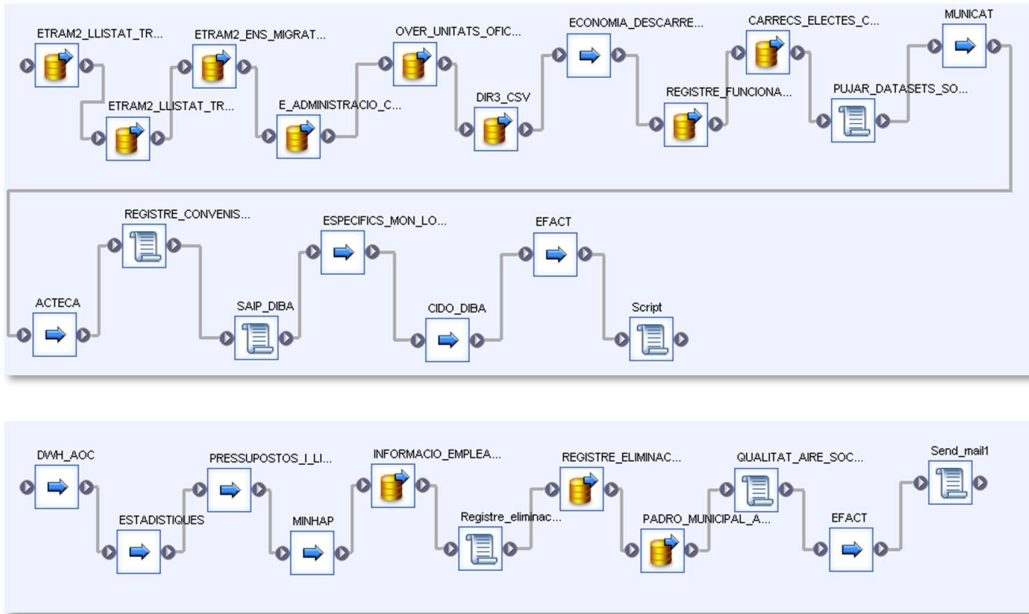 ETRAM2_LLISTAT_TR...
ETRAM2_LLISTAT_TR...
ETRAM2_ENS_MIGRAT...
E_ADMINISTRACIO_C...
OVER_UNITATS_OFIC...
DIR3_CSV
ECONOMIA_DESCARRE...
REGISTRE_FUNCIONA...
CARRECS_ELECTES_C...
PUJAR_DATASETS_SO...
MUNICAT
ACTECA
REGISTRE_CONVENIS...
SAIP_DIBA
ESPECIFICS_MON_LO...
CIDO_DIBA
EFACT
Script
DWH_AOC
ESTADISTIQUES
PRESSUPOSTOS_I_LI...
MINHAP
INFORMACIO_EMPLEA...
Registre_eliminac...
REGISTRE_ELIMINAC...
PADRO_MUNICIPAL_A...
QUALITAT_AIRE_SOC...
EFACT
Send_mail1